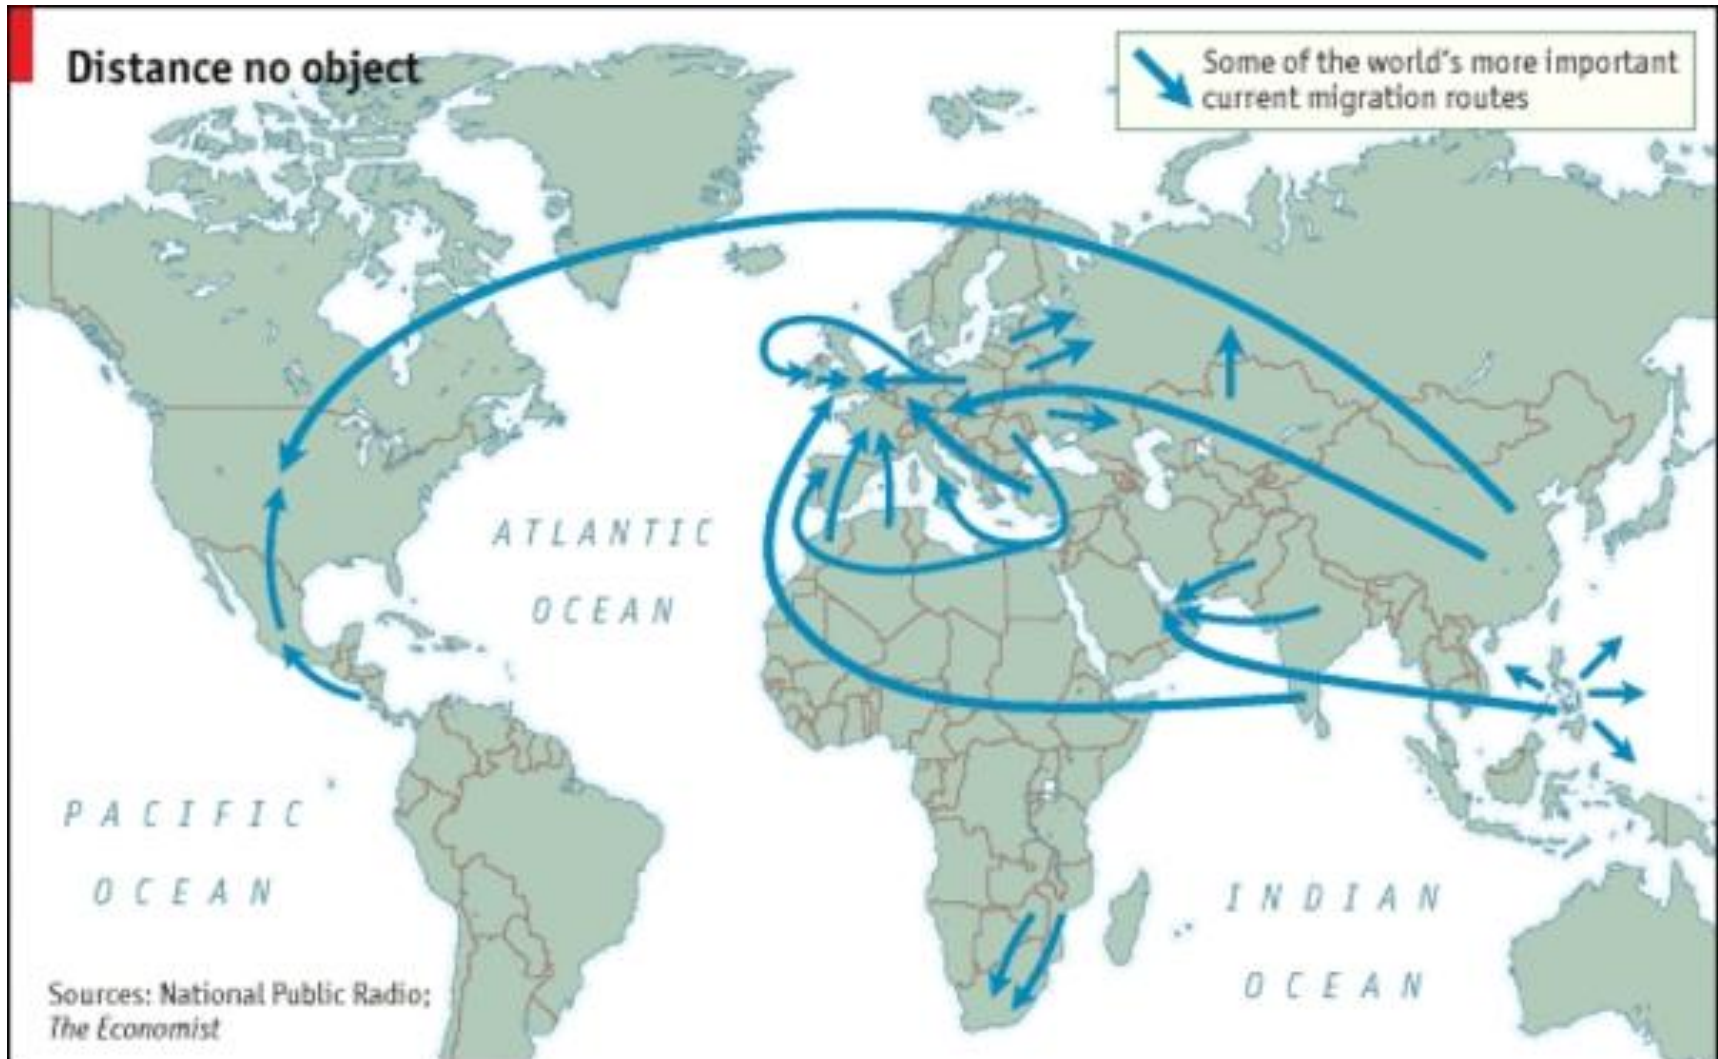 Distance no object
Some of the world's more important
current migration routes
ATLANTIC
OCEAN
PACIFIC
OCEAN
INDIAN
OCEAN
Sources: National Public Radio;
The Economist